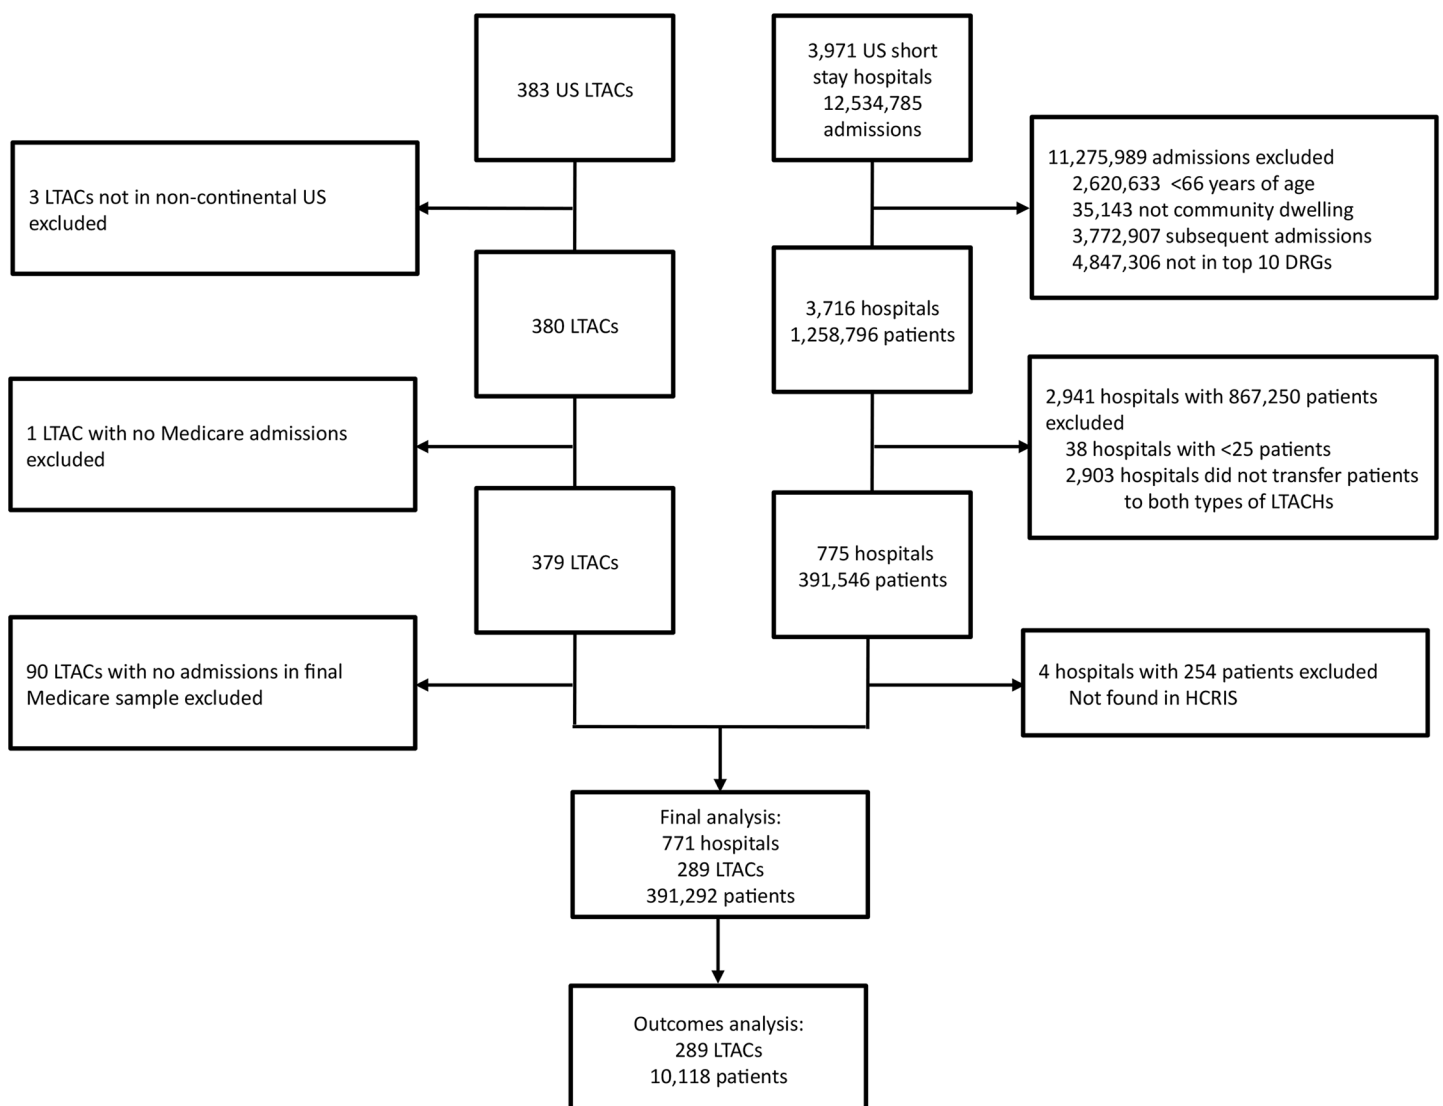 383 US LTACs
3,971 US short
stay hospitals
12,534,785
admissions
3 LTACs not in non-continental US
excluded
11,275,989 admissions excluded
2,620,633 <66 years of age
35,143 not community dwelling
3,772,907 subsequent admissions
4,847,306 not in top 10 DRGs
380 LTACs
3,716 hospitals
1,258,796 patients
1 LTAC with no Medicare admissions
excluded
2,941 hospitals with 867,250 patients
excluded
38 hospitals with <25 patients
2,903 hospitals did not transfer patients
to both types of LTACHs
379 LTACs
775 hospitals
391,546 patients
90 LTACs with no admissions in final
Medicare sample excluded
4 hospitals with 254 patients excluded
Not found in HCRIS
Final analysis:
771 hospitals
289 LTACs
391,292 patients
Outcomes analysis:
289 LTACs
10,118 patients